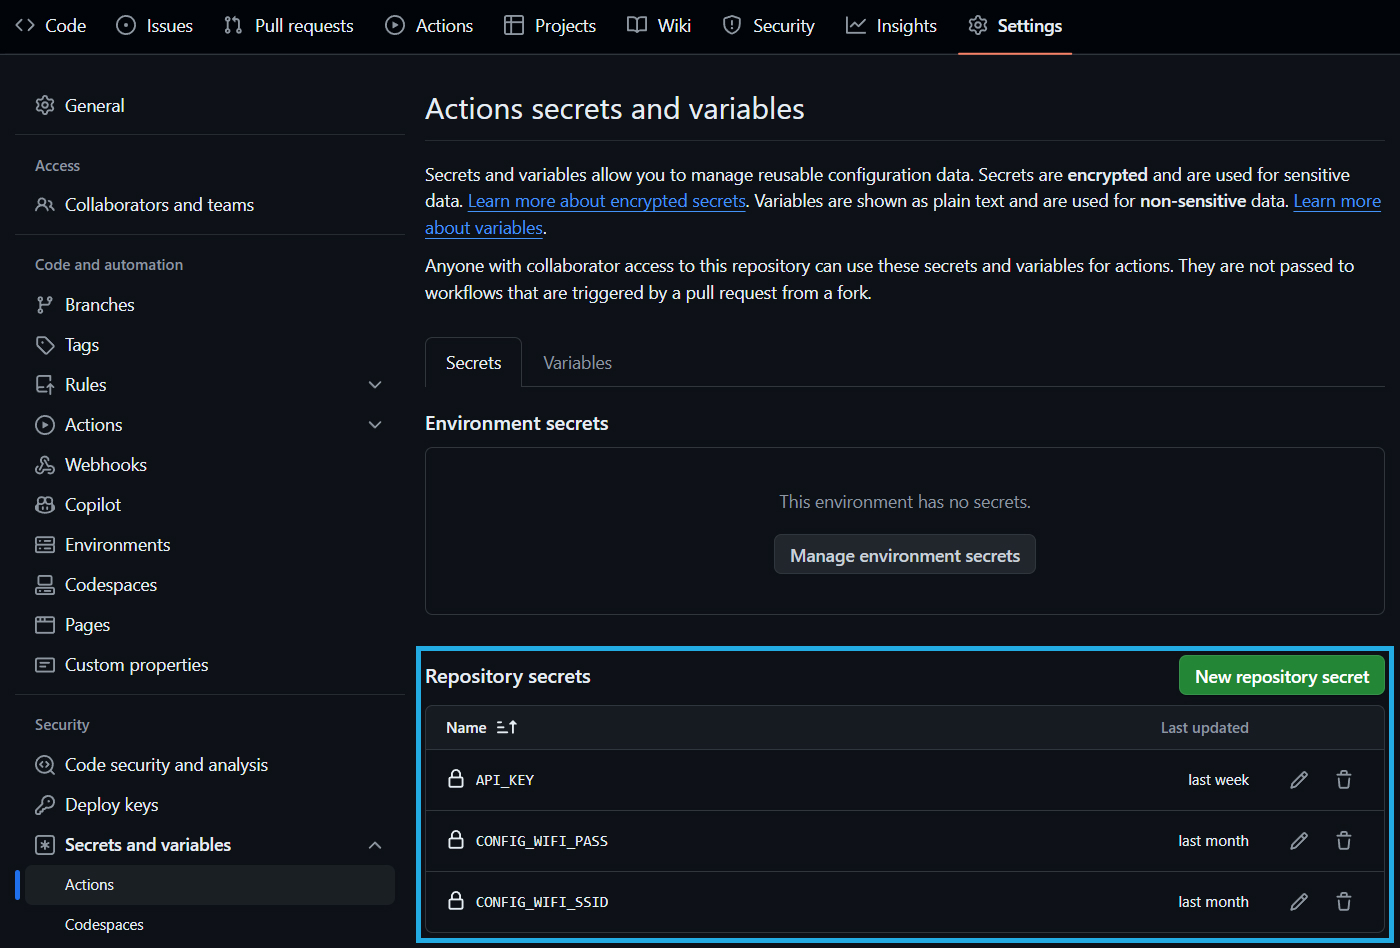 Code Issues Pull requests Actions Projects Wiki Security Insights Settings
General
Access
Collaborators and teams
Code and automation
Branches
Tags
Rules
Actions
Webhooks
Copilot
Environments
Codespaces
Pages
Custom properties
Security
Code security and analysis
Deploy keys
Secrets and variables
Actions
Codespaces
Actions secrets and variables
Secrets and variables allow you to manage reusable configuration data. Secrets are encrypted and are used for sensitive
data. Learn more about encrypted secrets. Variables are shown as plain text and are used for non-sensitive data. Learn more
about variables.
Anyone with collaborator access to this repository can use these secrets and variables for actions. They are not passed to
workflows that are triggered by a pull request from a fork.
Secrets Variables
Environment secrets
This environment has no secrets.
Manage environment secrets
Repository secrets New repository secret
Name Last updated
API_KEY last week
CONFIG_WIFI_PASS last month
CONFIG_WIFI_SSID last month